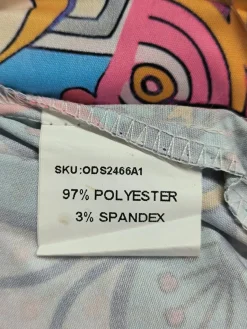 SKU:ODS2466A1
97% POLYESTER
3% SPANDEX